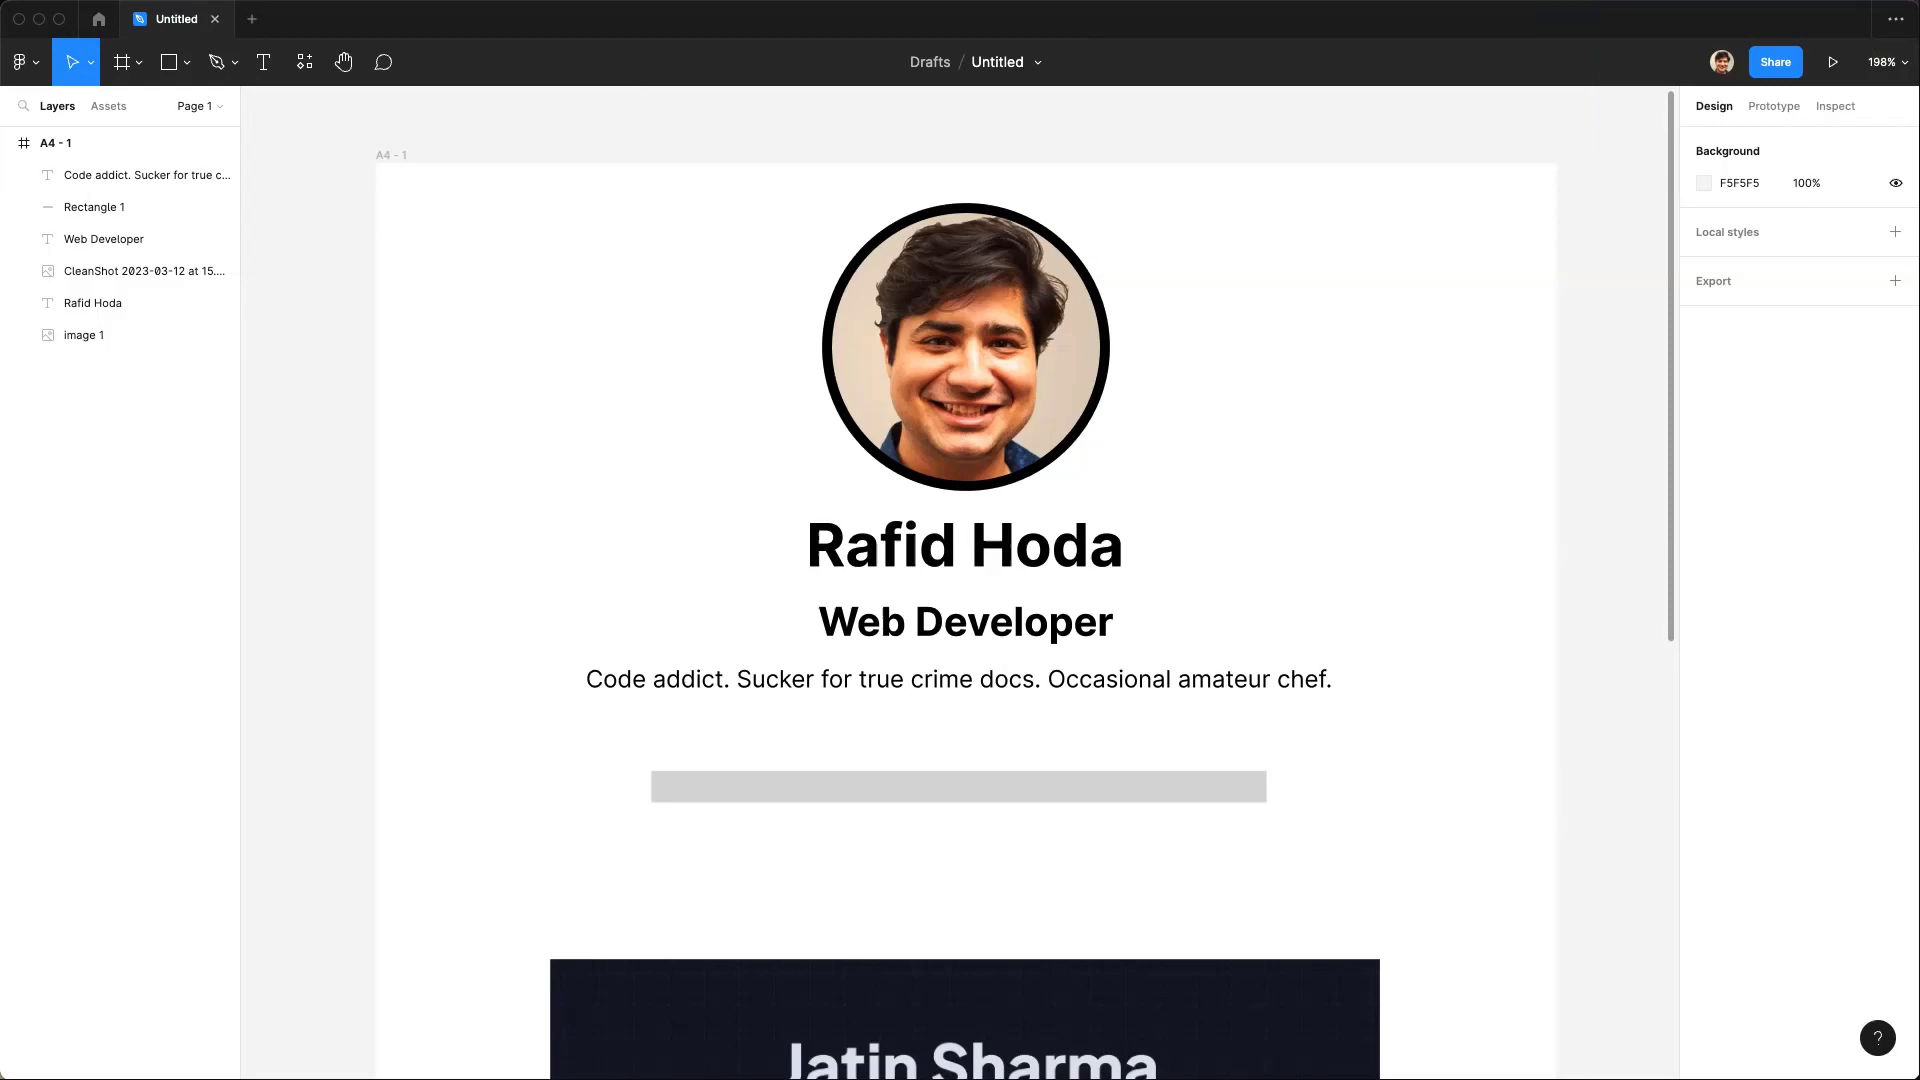 Untitled
Drafts / Untitled
Share
198%
Layers
Assets
Page 1
A4 - 1
Code addict. Sucker for true c...
Rectangle 1
Web Developer
CleanShot 2023-03-12 at 15....
Rafid Hoda
image 1
A4 - 1
Rafid Hoda
Web Developer
Code addict. Sucker for true crime docs. Occasional amateur chef.
Jatin Sharma
Design
Prototype
Inspect
Background
F5F5F5
100%
Local styles
Export
?